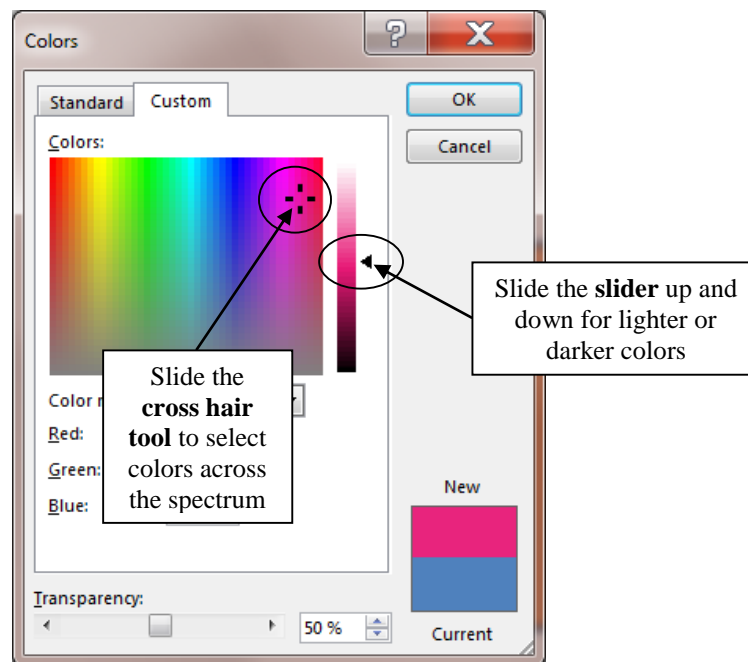 Colors
?
X
Standard
Custom
OK
Cancel
Colors:
Slide the slider up and
down for lighter or
darker colors
Slide the
cross hair
tool to select
colors across
the spectrum
Color
Red:
Green:
Blue:
New
Transparency:
50 %
Current